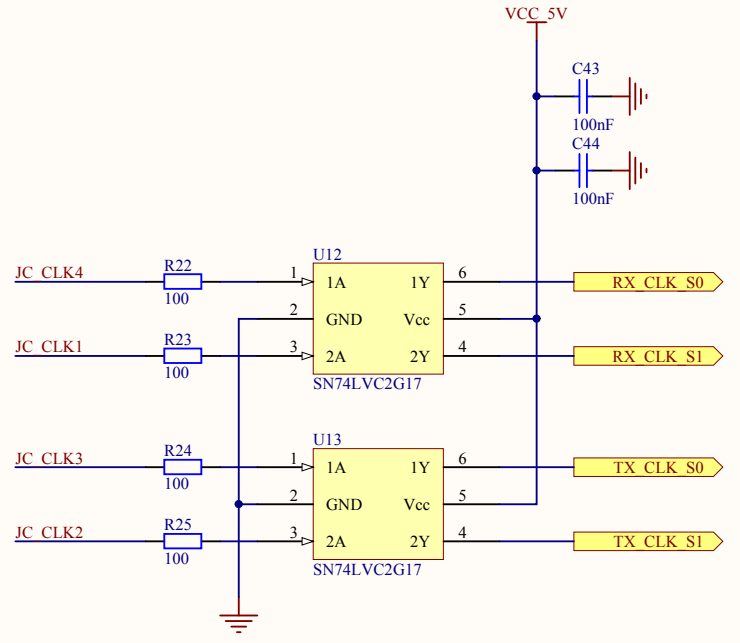 VCC_5V
C43
100nF
C44
100nF
U12
JC_CLK4 R22 100 1 1A 1Y 6 RX_CLK_S0
2 GND Vcc 5
JC_CLK1 R23 100 3 2A 2Y 4 RX_CLK_S1
SN74LVC2G17
U13
JC_CLK3 R24 100 1 1A 1Y 6 TX_CLK_S0
2 GND Vcc 5
JC_CLK2 R25 100 3 2A 2Y 4 TX_CLK_S1
SN74LVC2G17